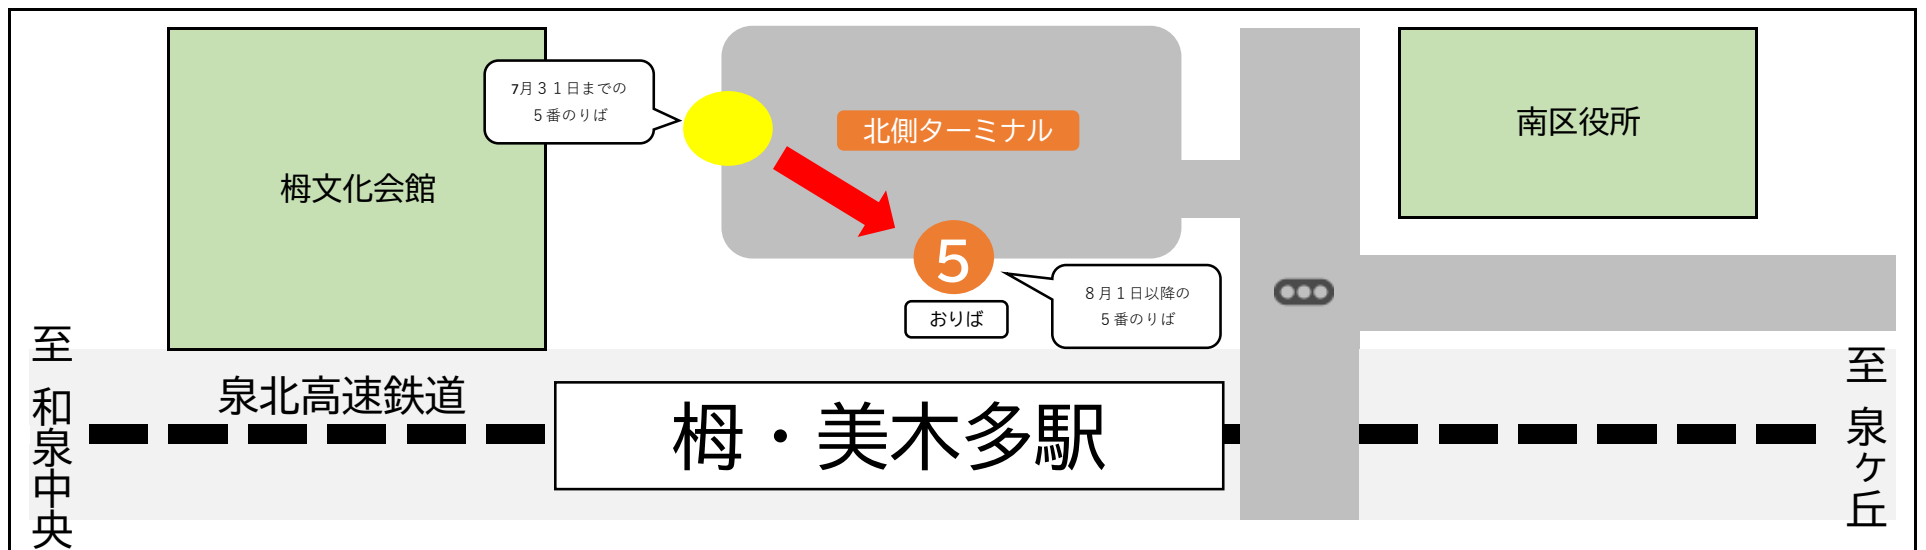 栂文化会館
7月３１日までの
５番のりば
北側ターミナル
南区役所
5
おりば
８月１日以降の
５番のりば
至 和泉中央
泉北高速鉄道
栂・美木多駅
至 泉ヶ丘